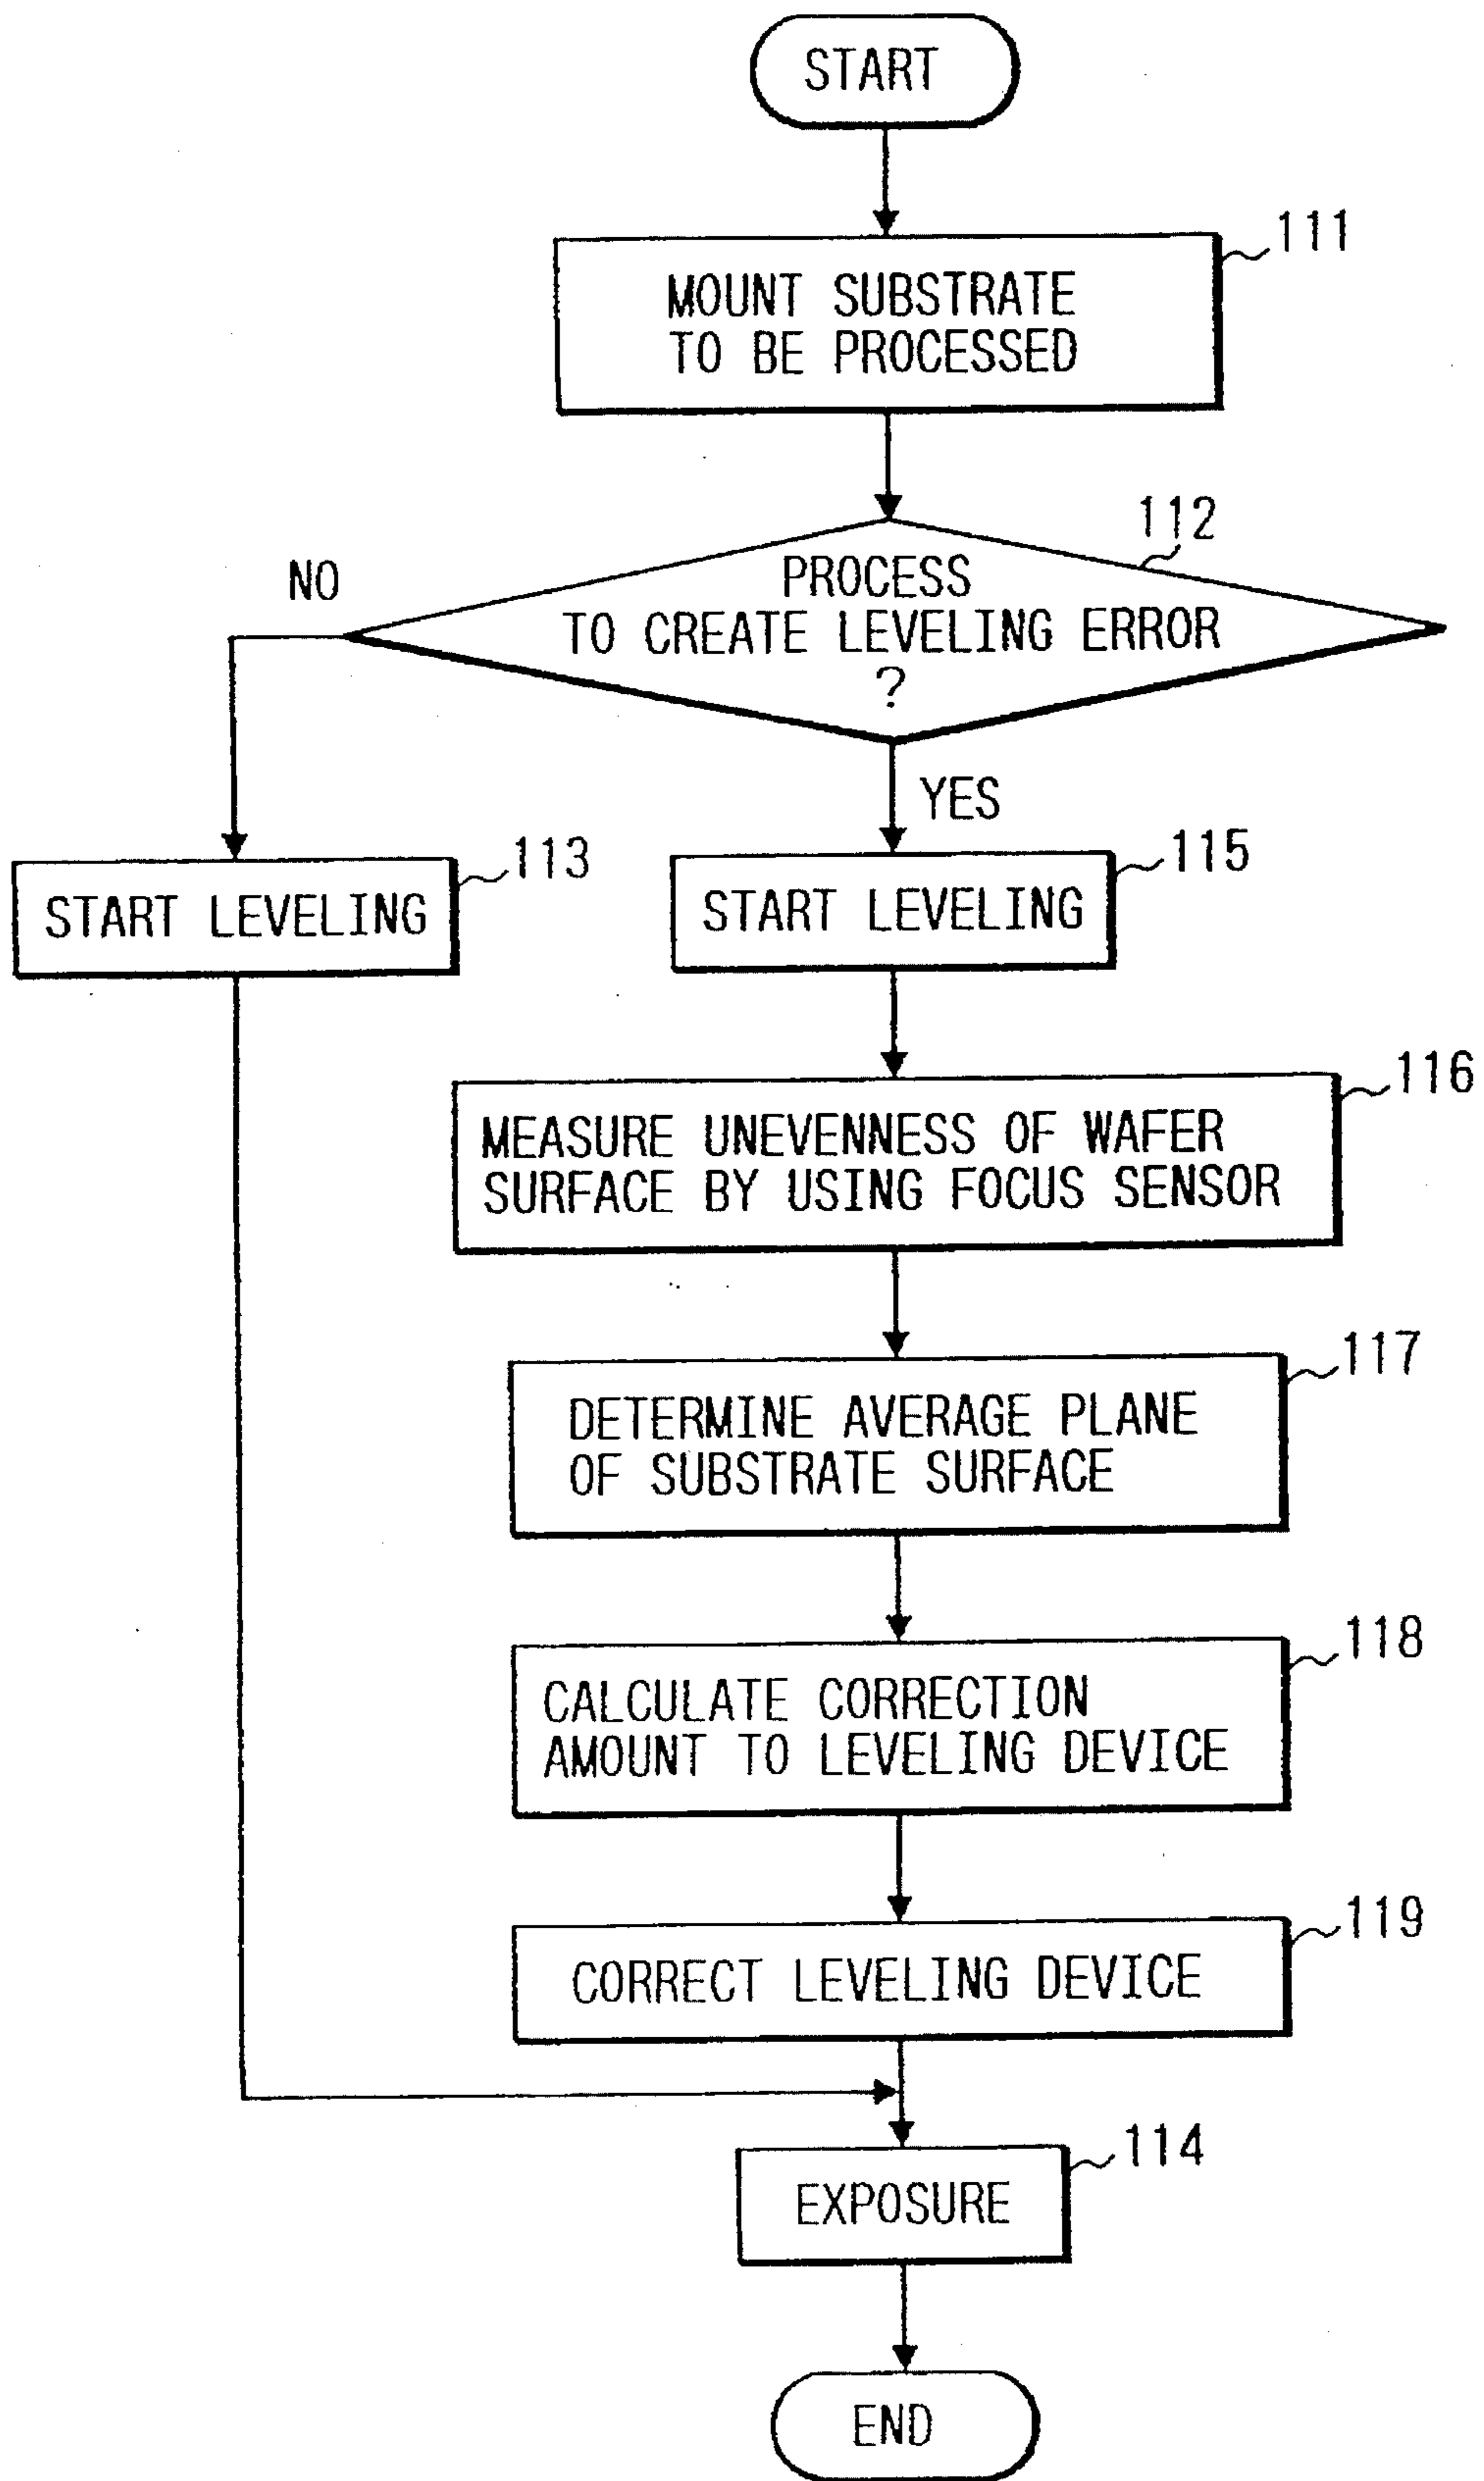 START
111
MOUNT SUBSTRATE
TO BE PROCESSED
112
NO
PROCESS
TO CREATE LEVELING ERROR
?
YES
113
START LEVELING
115
START LEVELING
116
MEASURE UNEVENNESS OF WAFER
SURFACE BY USING FOCUS SENSOR
117
DETERMINE AVERAGE PLANE
OF SUBSTRATE SURFACE
118
CALCULATE CORRECTION
AMOUNT TO LEVELING DEVICE
119
CORRECT LEVELING DEVICE
114
EXPOSURE
END